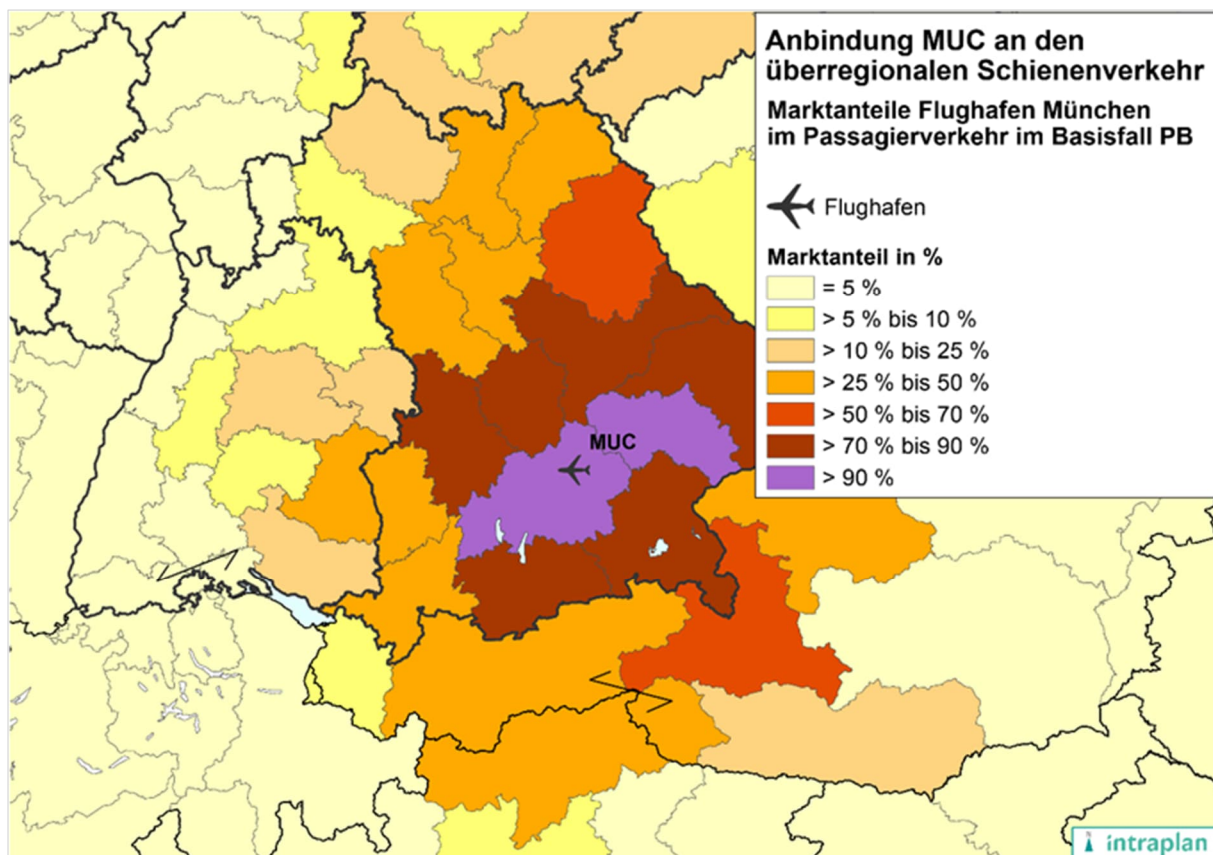 Anbindung MUC an den
überregionalen Schienenverkehr
Marktanteile Flughafen München
im Passagierverkehr im Basisfall PB
Flughafen
Marktanteil in %
= 5 %
> 5 % bis 10 %
> 10 % bis 25 %
> 25 % bis 50 %
> 50 % bis 70 %
> 70 % bis 90 %
> 90 %
MUC
intraplan